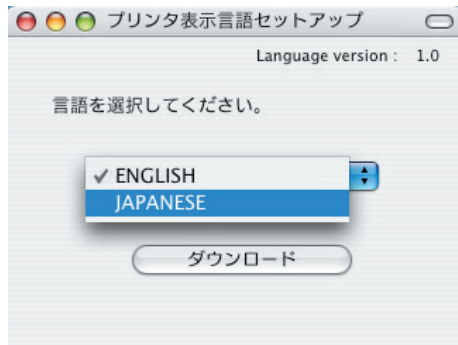 プリンタ表示言語セットアップ
Language version : 1.0
言語を選択してください。
✓ ENGLISH
JAPANESE
ダウンロード